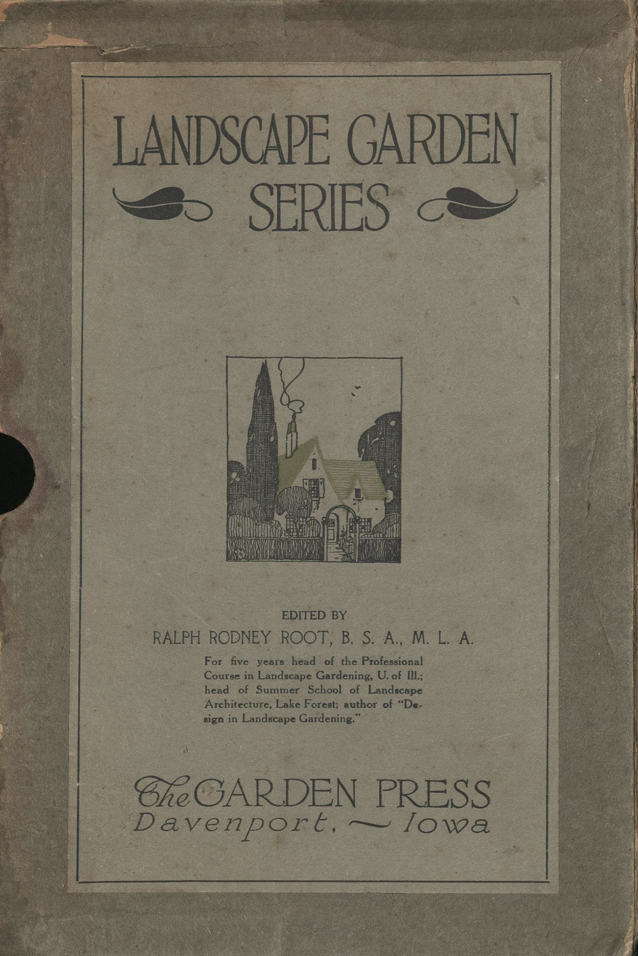 LANDSCAPE GARDEN
SERIES
EDITED BY
RALPH RODNEY ROOT, B. S. A., M. L. A.
For five years head of the Professional
Course in Landscape Gardening, U. of Ill.;
head of Summer School of Landscape
Architecture, Lake Forest; author of "De-
sign in Landscape Gardening."
The GARDEN PRESS
Davenport, ~ Iowa